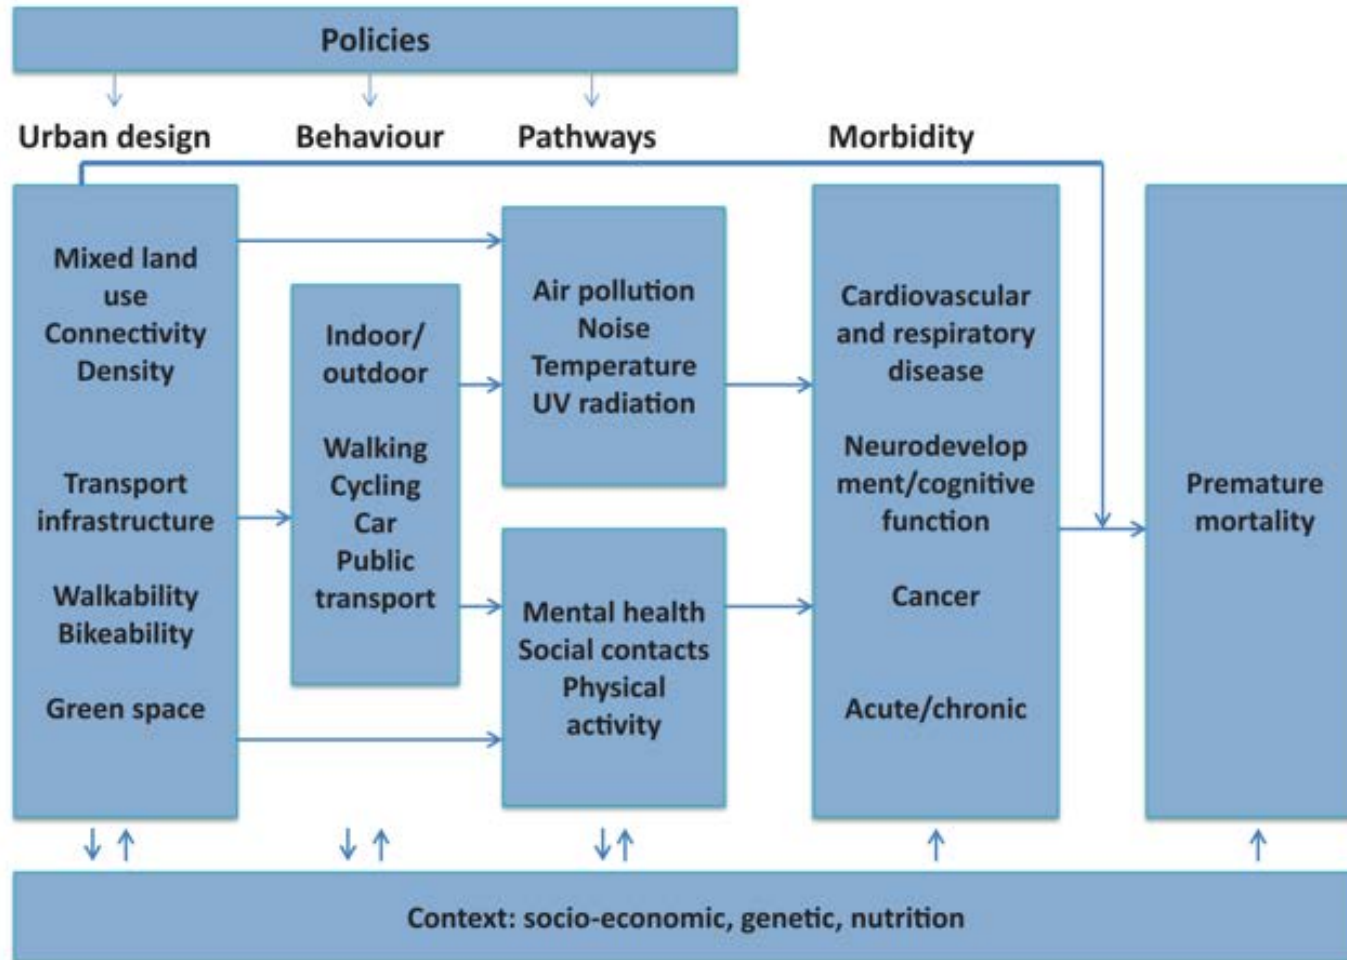 Policies
Urban design
Behaviour
Pathways
Morbidity
Mixed land
use
Connectivity
Density
Transport
infrastructure
Walkability
Bikeability
Green space
Indoor/
outdoor
Walking
Cycling
Car
Public
transport
Air pollution
Noise
Temperature
UV radiation
Mental health
Social contacts
Physical
activity
Cardiovascular
and respiratory
disease
Neurodevelop
ment/cognitive
function
Cancer
Acute/chronic
Premature
mortality
Context: socio-economic, genetic, nutrition